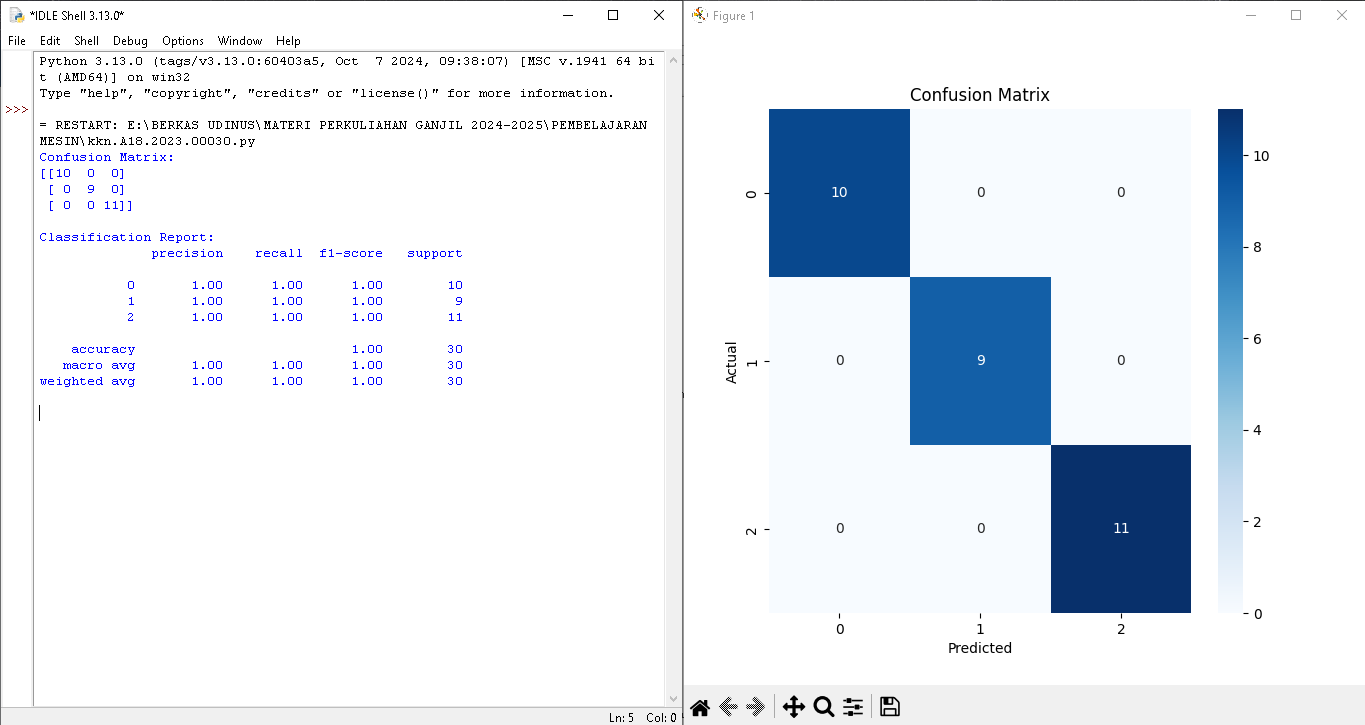 *IDLE Shell 3.13.0*
File Edit Shell Debug Options Window Help
Python 3.13.0 (tags/v3.13.0:60403a5, Oct  7 2024, 09:38:07) [MSC v.1941 64 bi
t (AMD64)] on win32
Type "help", "copyright", "credits" or "license()" for more information.
>>>
= RESTART: E:\BERKAS UDINUS\MATERI PERKULIAHAN GANJIL 2024-2025\PEMBELAJARAN
MESIN\kkn.A18.2023.00030.py
Confusion Matrix:
[[10  0  0]
 [ 0  9  0]
 [ 0  0 11]]
Classification Report:
precision    recall  f1-score   support
0       1.00      1.00      1.00        10
1       1.00      1.00      1.00         9
2       1.00      1.00      1.00        11
accuracy                           1.00        30
macro avg       1.00      1.00      1.00        30
weighted avg       1.00      1.00      1.00        30
Ln: 5 Col: 0
Figure 1
Confusion Matrix
10 0 0
0 9 0
0 0 11
0
1
2
Actual
0 1 2
Predicted
10
8
6
4
2
0